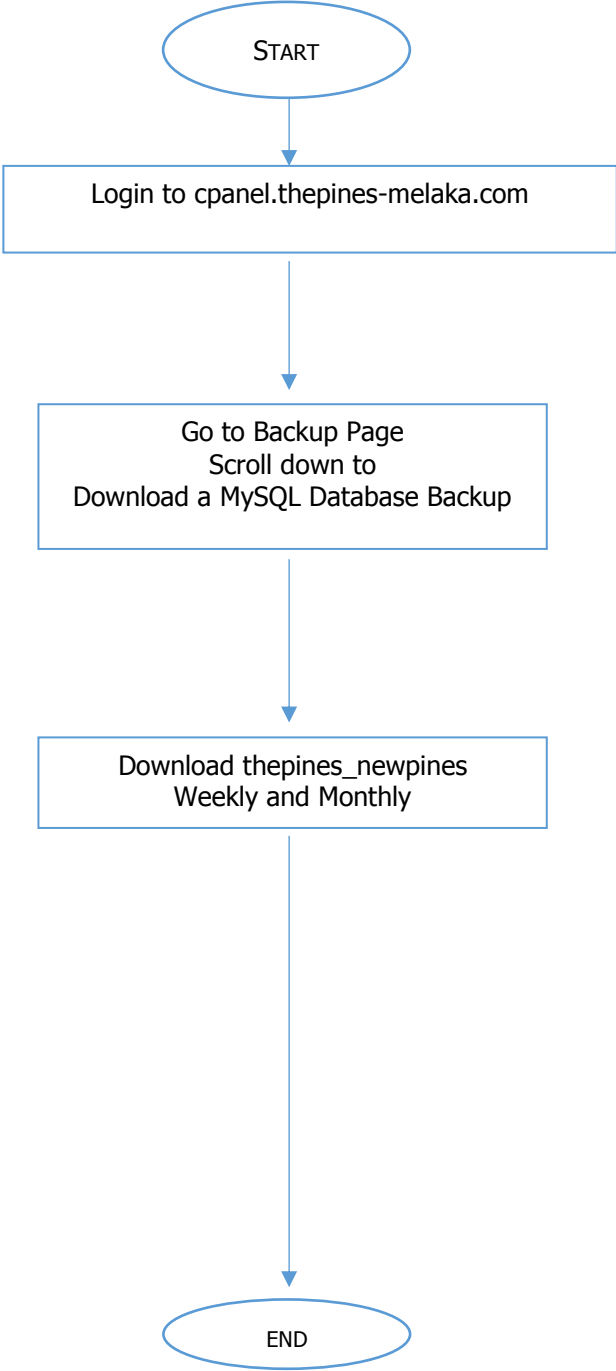 START
Login to cpanel.thepines-melaka.com
Go to Backup Page
Scroll down to
Download a MySQL Database Backup
Download thepines_newpines
Weekly and Monthly
END